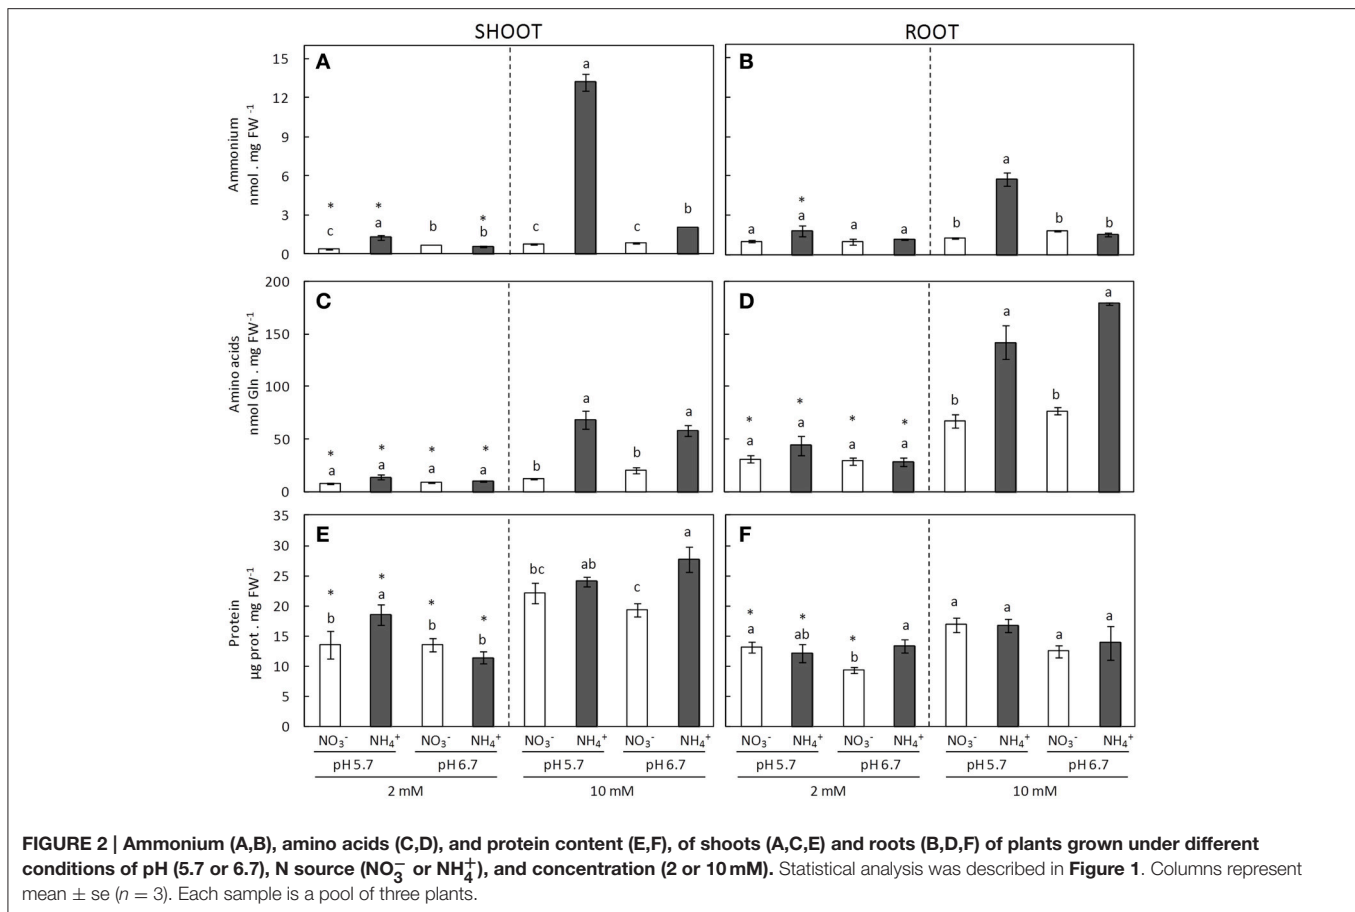 SHOOT ROOT
A B
Ammonium
nmol . mg FW⁻¹
15
12
9
6
3
0
* c
* a
b
* b
c
a
c
b
a
* a
a
a
b
a
b
b
C D
Amino acids
nmol Gln . mg FW⁻¹
200
150
100
50
0
* a
* a
* a
* a
b
a
b
a
* a
* a
* a
* a
b
a
b
a
E F
Protein
µg prot . mg FW⁻¹
35
30
25
20
15
10
5
0
* b
* a
* b
* b
bc
ab
c
a
* a
* ab
* b
a
a
a
a
a
NO₃⁻ NH₄⁺ NO₃⁻ NH₄⁺ NO₃⁻ NH₄⁺ NO₃⁻ NH₄⁺ NO₃⁻ NH₄⁺ NO₃⁻ NH₄⁺ NO₃⁻ NH₄⁺ NO₃⁻ NH₄⁺
pH 5.7 pH 6.7 pH 5.7 pH 6.7 pH 5.7 pH 6.7 pH 5.7 pH 6.7
2 mM 10 mM 2 mM 10 mM
FIGURE 2 | Ammonium (A,B), amino acids (C,D), and protein content (E,F), of shoots (A,C,E) and roots (B,D,F) of plants grown under different
conditions of pH (5.7 or 6.7), N source (NO₃⁻ or NH₄⁺), and concentration (2 or 10 mM). Statistical analysis was described in Figure 1. Columns represent
mean ± se (n = 3). Each sample is a pool of three plants.